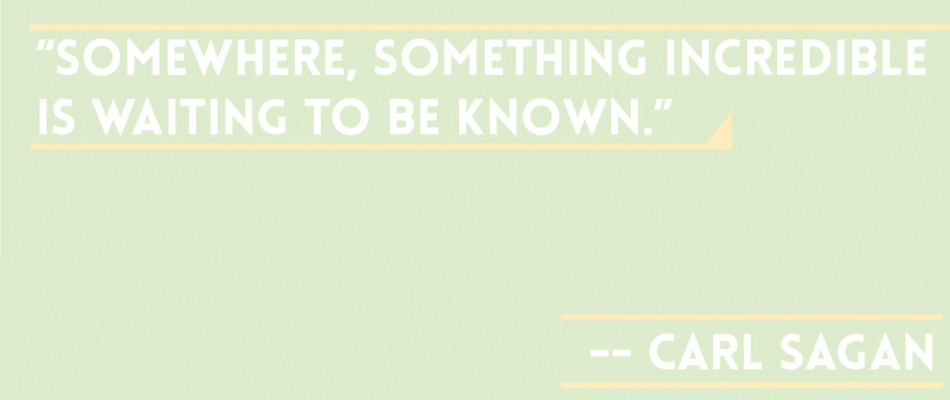 “SOMEWHERE, SOMETHING INCREDIBLE
IS WAITING TO BE KNOWN.”
-- CARL SAGAN